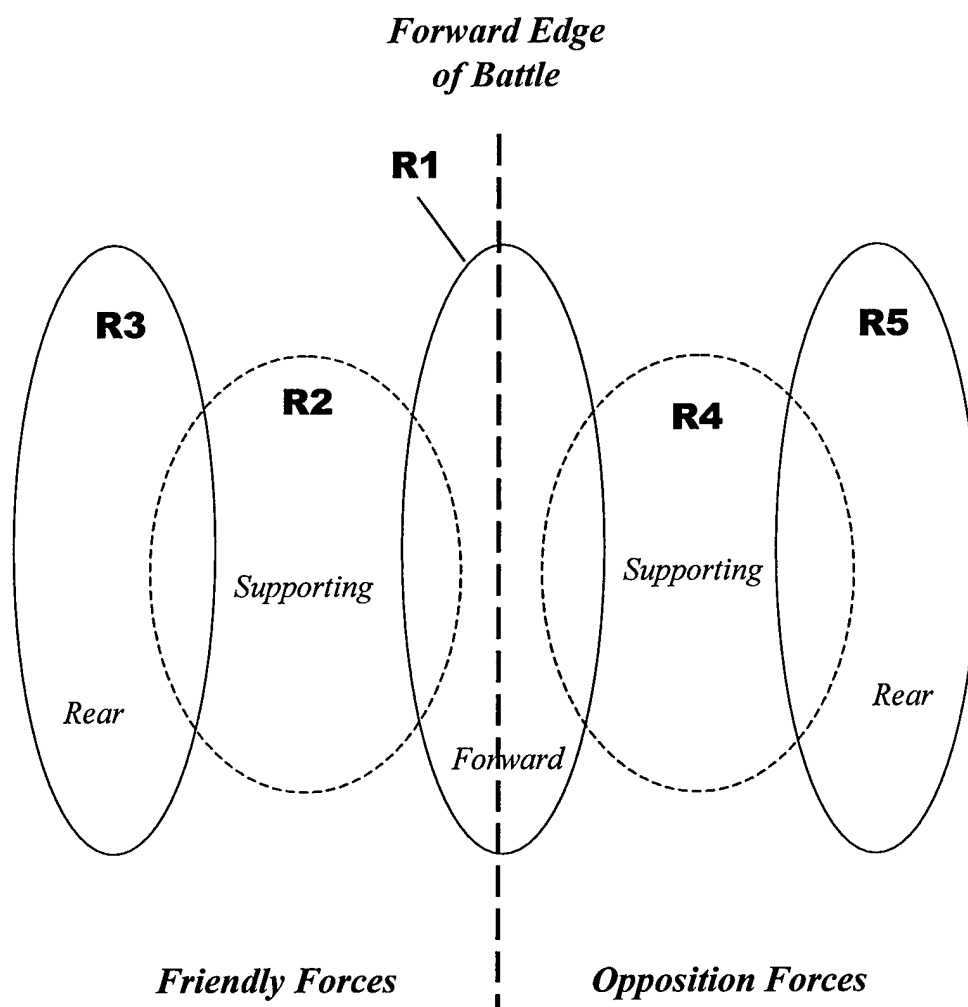 Forward Edge
of Battle
R1
R3
R5
R2
R4
Supporting
Supporting
Rear
Rear
Forward
Friendly Forces
Opposition Forces